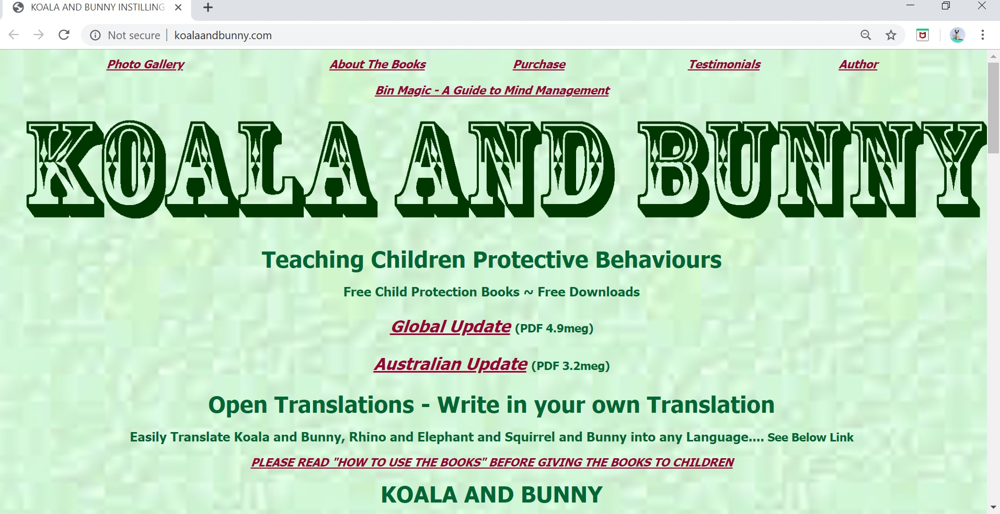 KOALA AND BUNNY INSTILLING
Not secure | koalaandbunny.com
Photo Gallery About The Books Purchase Testimonials Author
Bin Magic - A Guide to Mind Management
KOALA AND BUNNY
Teaching Children Protective Behaviours
Free Child Protection Books ~ Free Downloads
Global Update (PDF 4.9meg)
Australian Update (PDF 3.2meg)
Open Translations - Write in your own Translation
Easily Translate Koala and Bunny, Rhino and Elephant and Squirrel and Bunny into any Language.... See Below Link
PLEASE READ "HOW TO USE THE BOOKS" BEFORE GIVING THE BOOKS TO CHILDREN
KOALA AND BUNNY